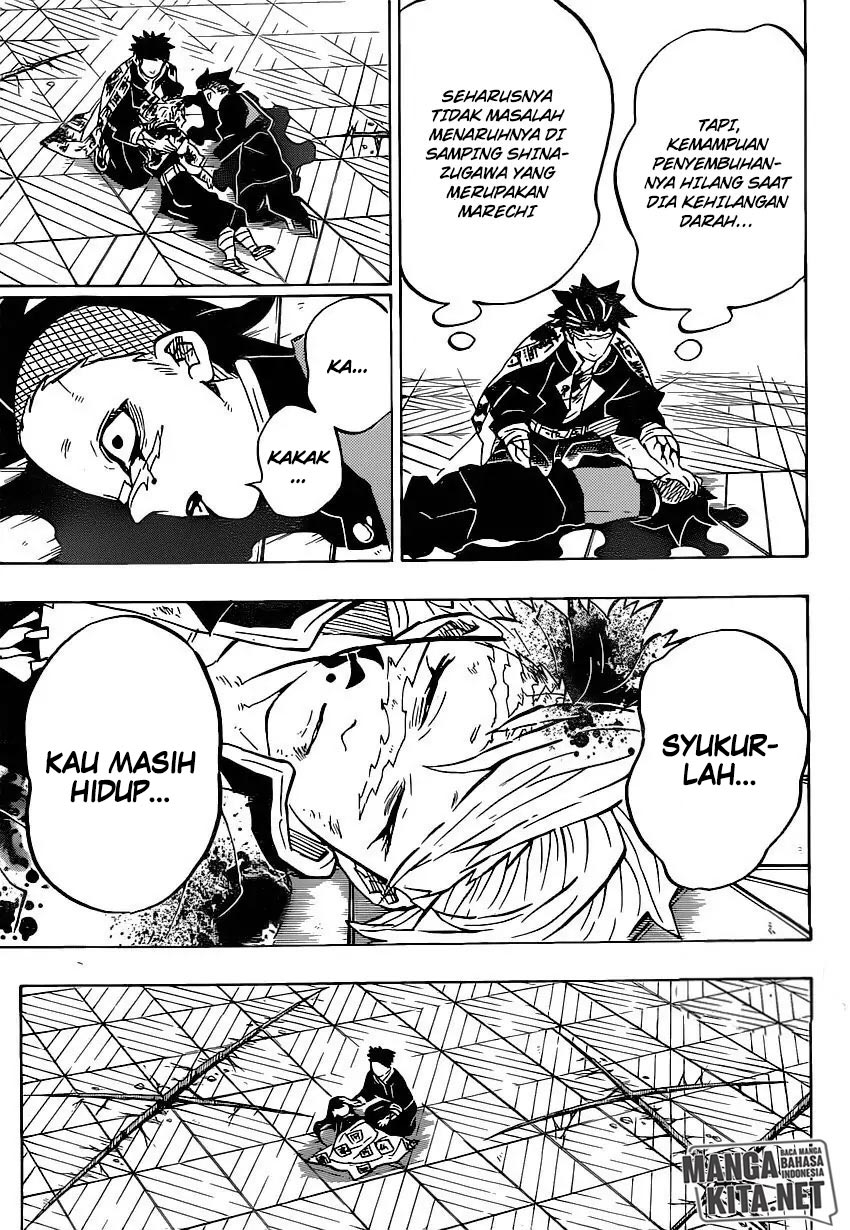 TAPI,
KEMAMPUAN
PENYEMBUHAN-
NYA HILANG SAAT
DIA KEHILANGAN
DARAH...
SEHARUSNYA
TIDAK MASALAH
MENARUHNYA DI
SAMPING SHINA-
ZUGAWA YANG
MERUPAKAN
MARECHI
KA...
KAKAK
...
SYUKUR-
LAH...
KAU MASIH
HIDUP...
MANGA
BACA MANGA
BAHASA
INDONESIA
KITA.NET